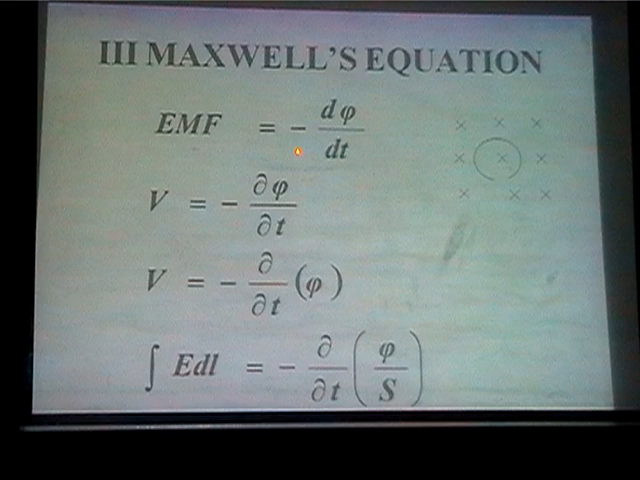 III MAXWELL'S EQUATION
EMF = - dφ/dt
V = - ∂φ/∂t
V = - ∂/∂t (φ)
∫ Edl = - ∂/∂t (φ/S)
× × ×
× × ×
× × ×